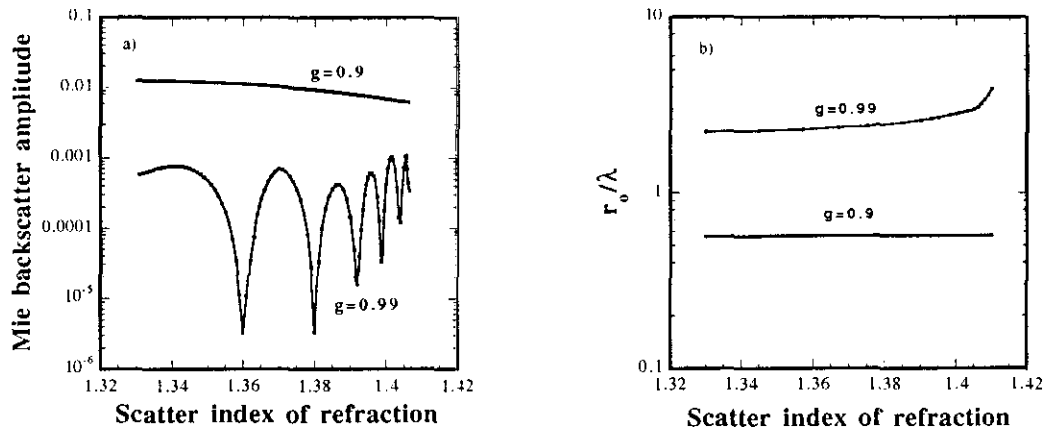 a)
Mie backscatter amplitude
0.1
0.01
0.001
0.0001
10-5
10-6
g=0.9
g=0.99
1.32 1.34 1.36 1.38 1.4 1.42
Scatter index of refraction
b)
ro/λ
10
1
0.1
g=0.99
g=0.9
1.32 1.34 1.36 1.38 1.4 1.42
Scatter index of refraction